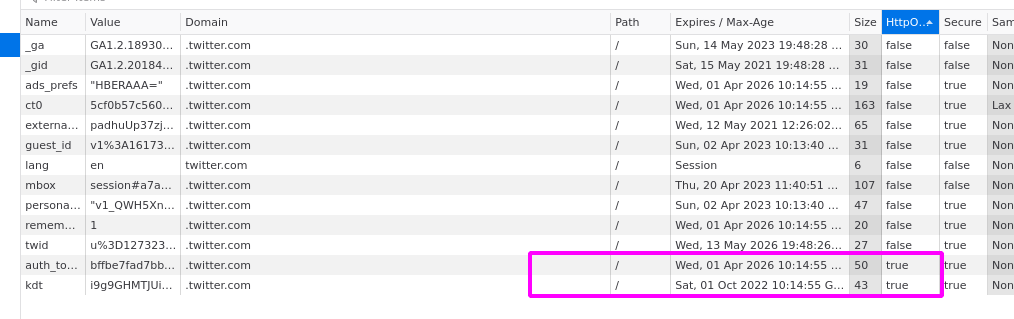 Name Value Domain Path Expires / Max-Age Size HttpO... Secure Sam
_ga GA1.2.18930... .twitter.com / Sun, 14 May 2023 19:48:28 ... 30 false false Non
_gid GA1.2.20184... .twitter.com / Sat, 15 May 2021 19:48:28 ... 31 false false Non
ads_prefs "HBERAAA=" .twitter.com / Wed, 01 Apr 2026 10:14:55 ... 19 false true Non
ct0 5cf0b57c560... .twitter.com / Wed, 01 Apr 2026 10:14:55 ... 163 false true Lax
externa... padhuUp37zj... .twitter.com / Wed, 12 May 2021 12:26:02... 65 false true Non
guest_id v1%3A16173... .twitter.com / Sun, 02 Apr 2023 10:13:40 ... 31 false true Non
lang en twitter.com / Session 6 false false Non
mbox session#a7a... .twitter.com / Thu, 20 Apr 2023 11:40:51 ... 107 false false Non
persona... "v1_QWH5Xn... .twitter.com / Sun, 02 Apr 2023 10:13:40 ... 47 false true Non
remem... 1 .twitter.com / Wed, 01 Apr 2026 10:14:55 ... 20 false true Non
twid u%3D127323... .twitter.com / Wed, 13 May 2026 19:48:26... 27 false true Non
auth_to... bffbe7fad7bb... .twitter.com / Wed, 01 Apr 2026 10:14:55 ... 50 true true Non
kdt i9g9GHMTJUi... .twitter.com / Sat, 01 Oct 2022 10:14:55 G... 43 true true Non